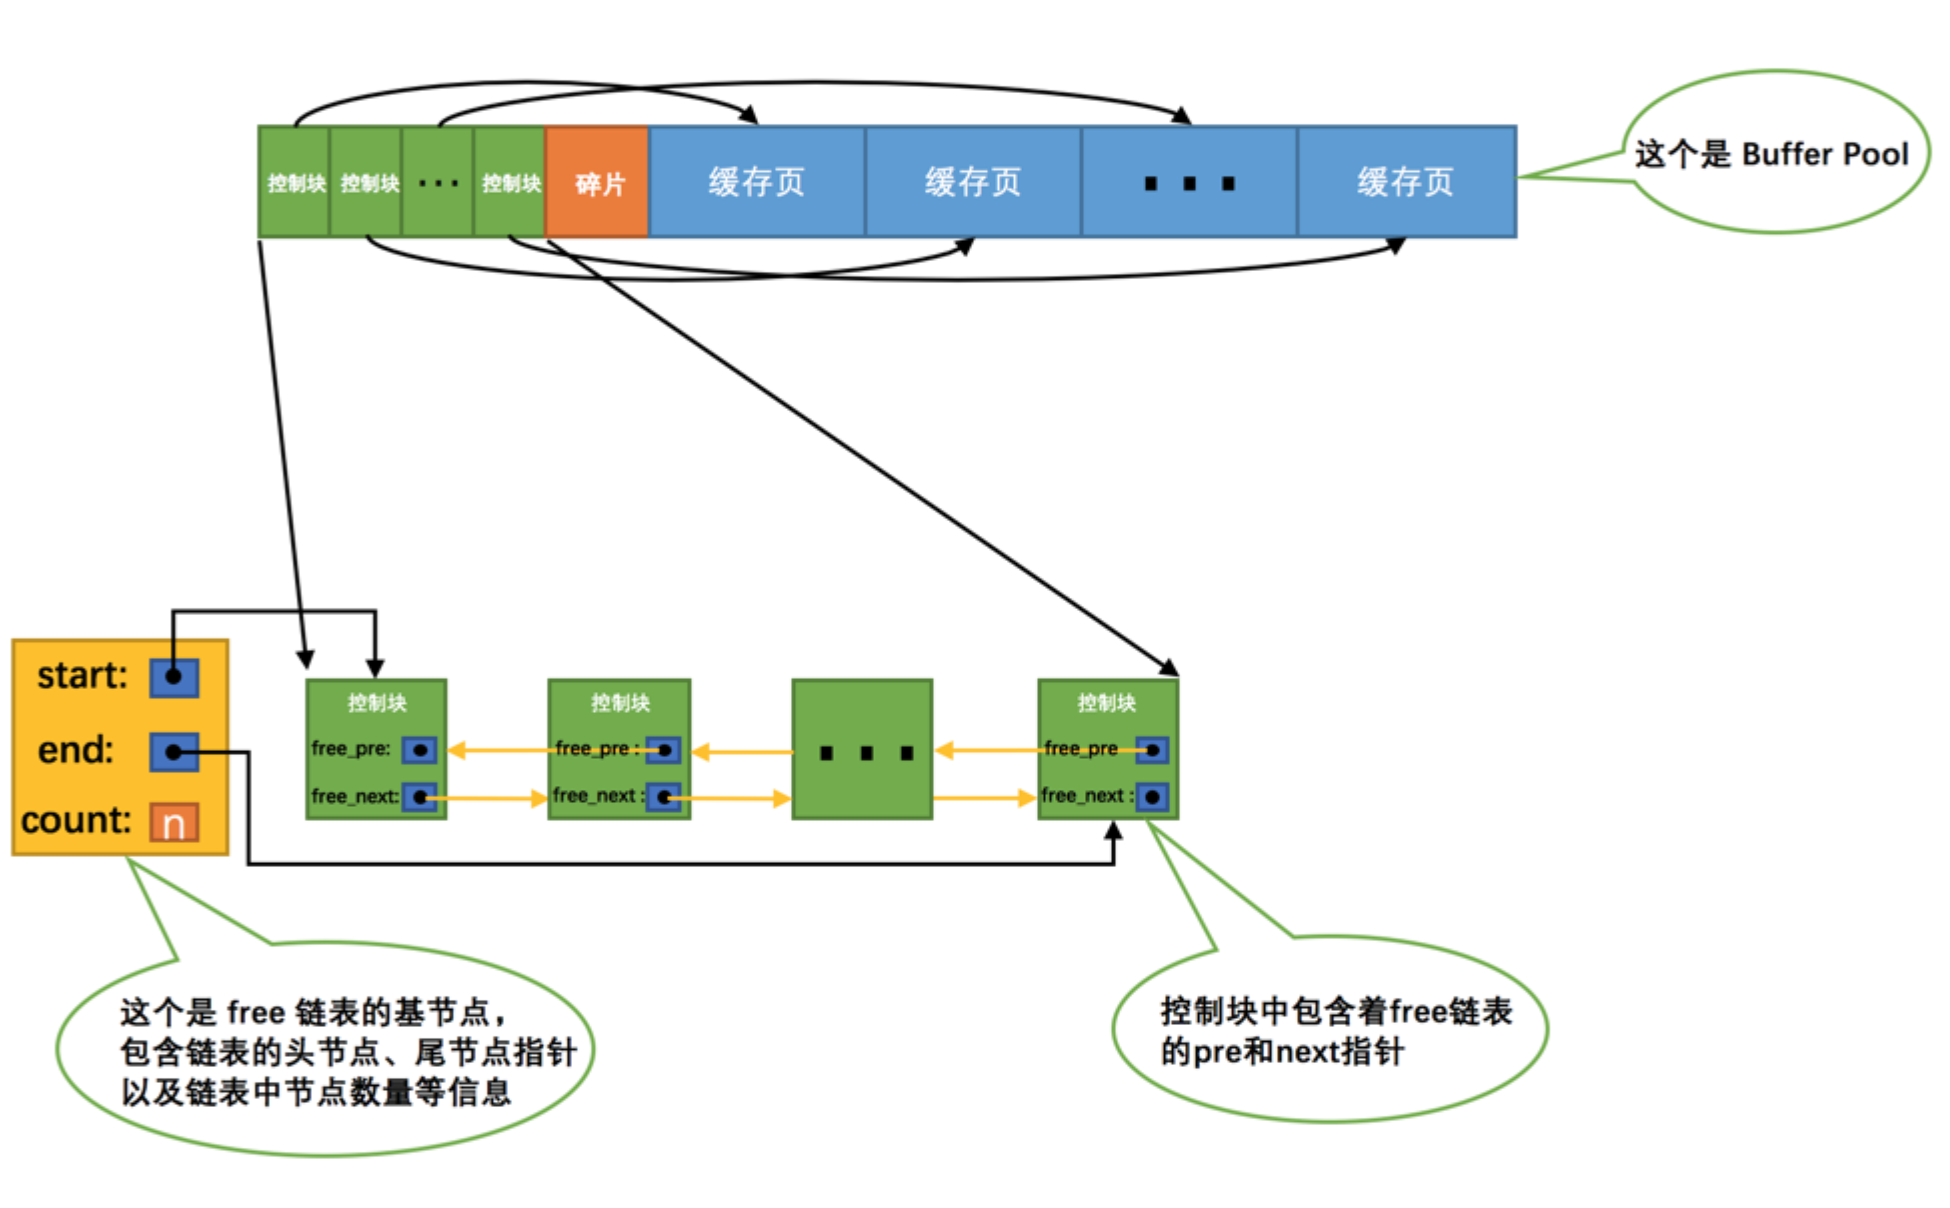 这个是 Buffer Pool
控制块 控制块 ··· 控制块 碎片 缓存页 缓存页 ··· 缓存页
start:
end:
count: n
控制块
free_pre:
free_next:
控制块
free_pre :
free_next :
···
控制块
free_pre
free_next :
这个是 free 链表的基节点，
包含链表的头节点、尾节点指针
以及链表中节点数量等信息
控制块中包含着free链表
的pre和next指针